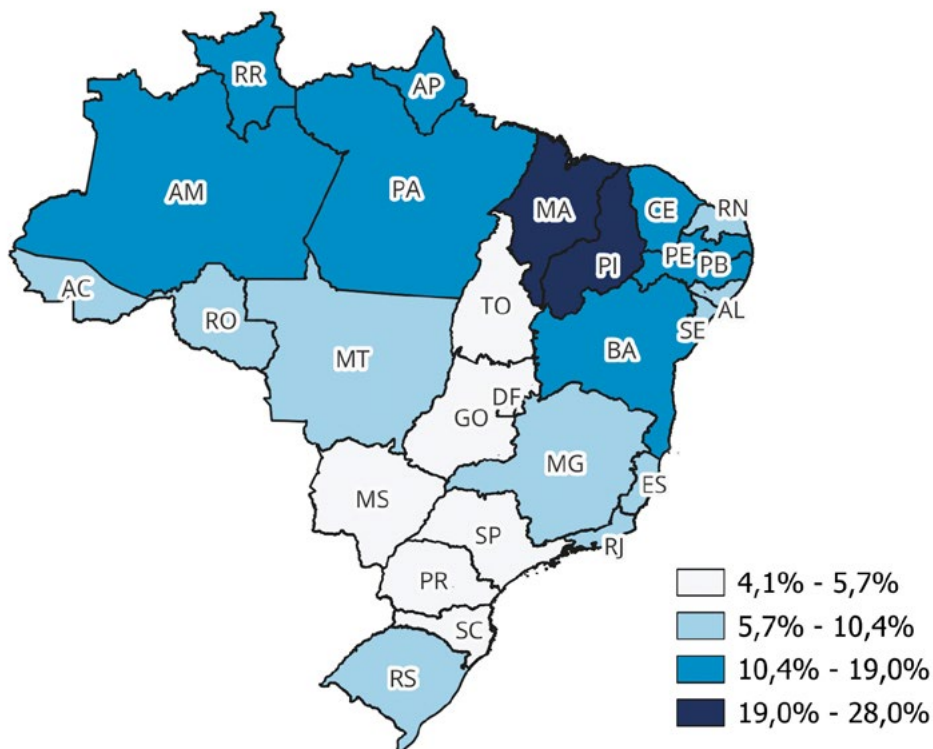 RR
AP
AM
PA
MA
CE
RN
PI
PE
PB
AC
TO
AL
RO
SE
MT
BA
DF
GO
MG
MS
ES
SP
RJ
PR
SC
RS
4,1% - 5,7%
5,7% - 10,4%
10,4% - 19,0%
19,0% - 28,0%